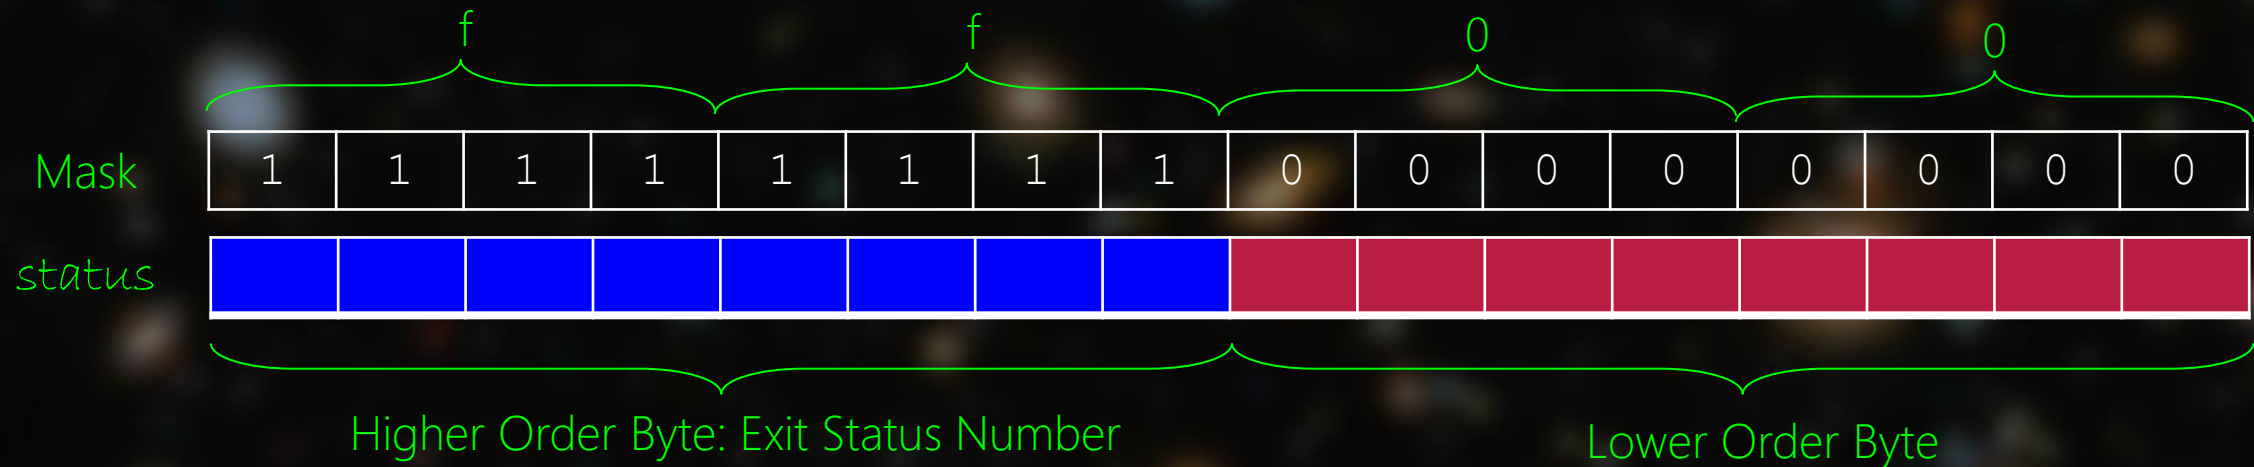 f f 0 0
Mask 1 1 1 1 1 1 1 1 0 0 0 0 0 0 0 0
status
Higher Order Byte: Exit Status Number Lower Order Byte